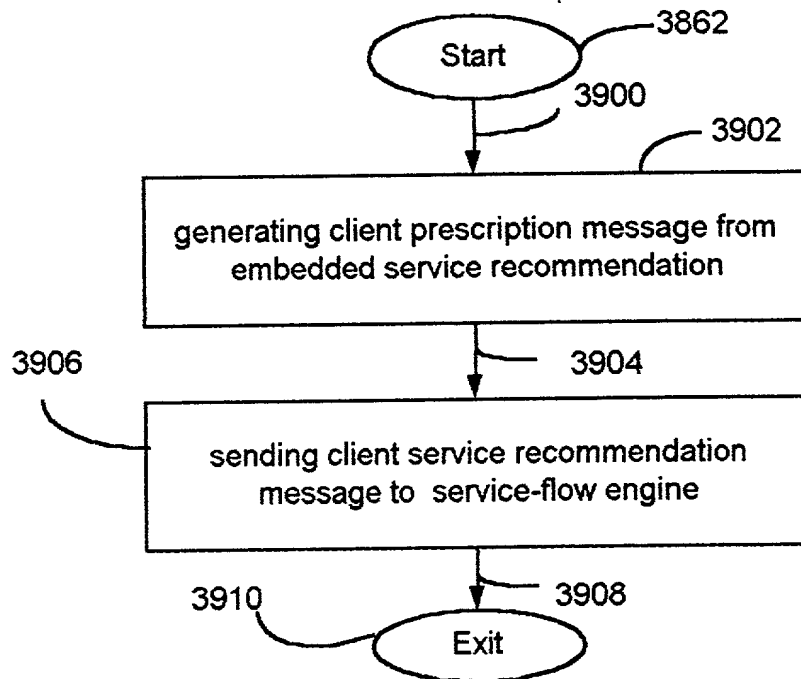 Start
3862
3900
3902
generating client prescription message from
embedded service recommendation
3904
3906
sending client service recommendation
message to service-flow engine
3908
3910
Exit